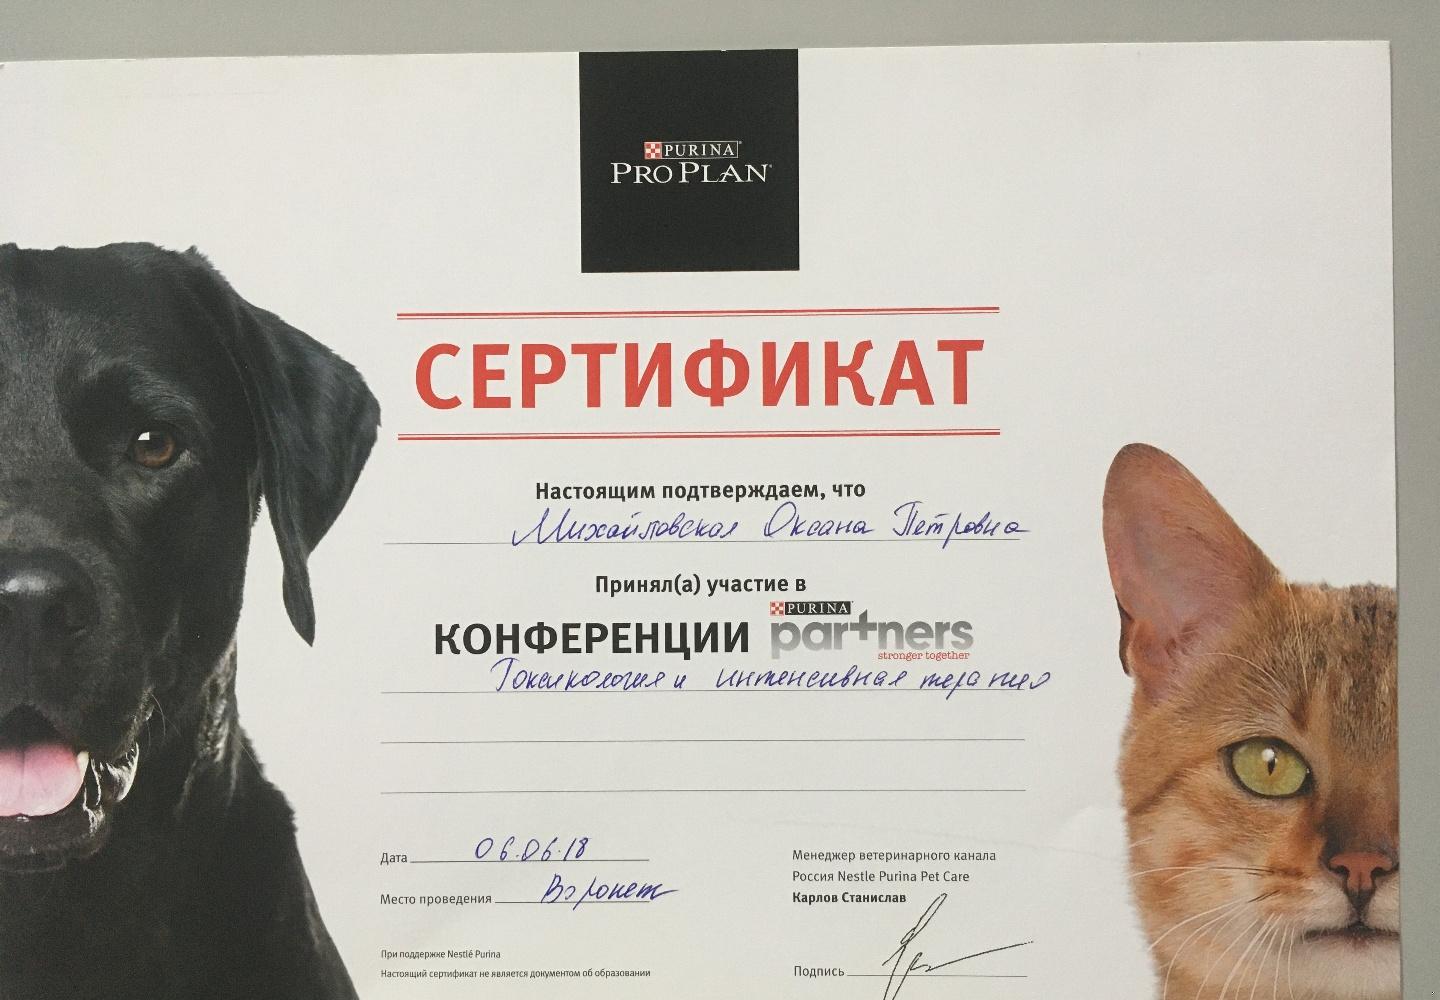 PURINA
PRO PLAN
СЕРТИФИКАТ
Настоящим подтверждаем, что
Михайловская Оксана Петровна
Принял(а) участие в
КОНФЕРЕНЦИИ PURINA partners
stronger together
Токсикология и интенсивная терапия
Дата 06.06.18
Место проведения Воронеж
Менеджер ветеринарного канала
Россия Nestle Purina Pet Care
Карлов Станислав
При поддержке Nestlé Purina
Настоящий сертификат не является документом об образовании
Подпись